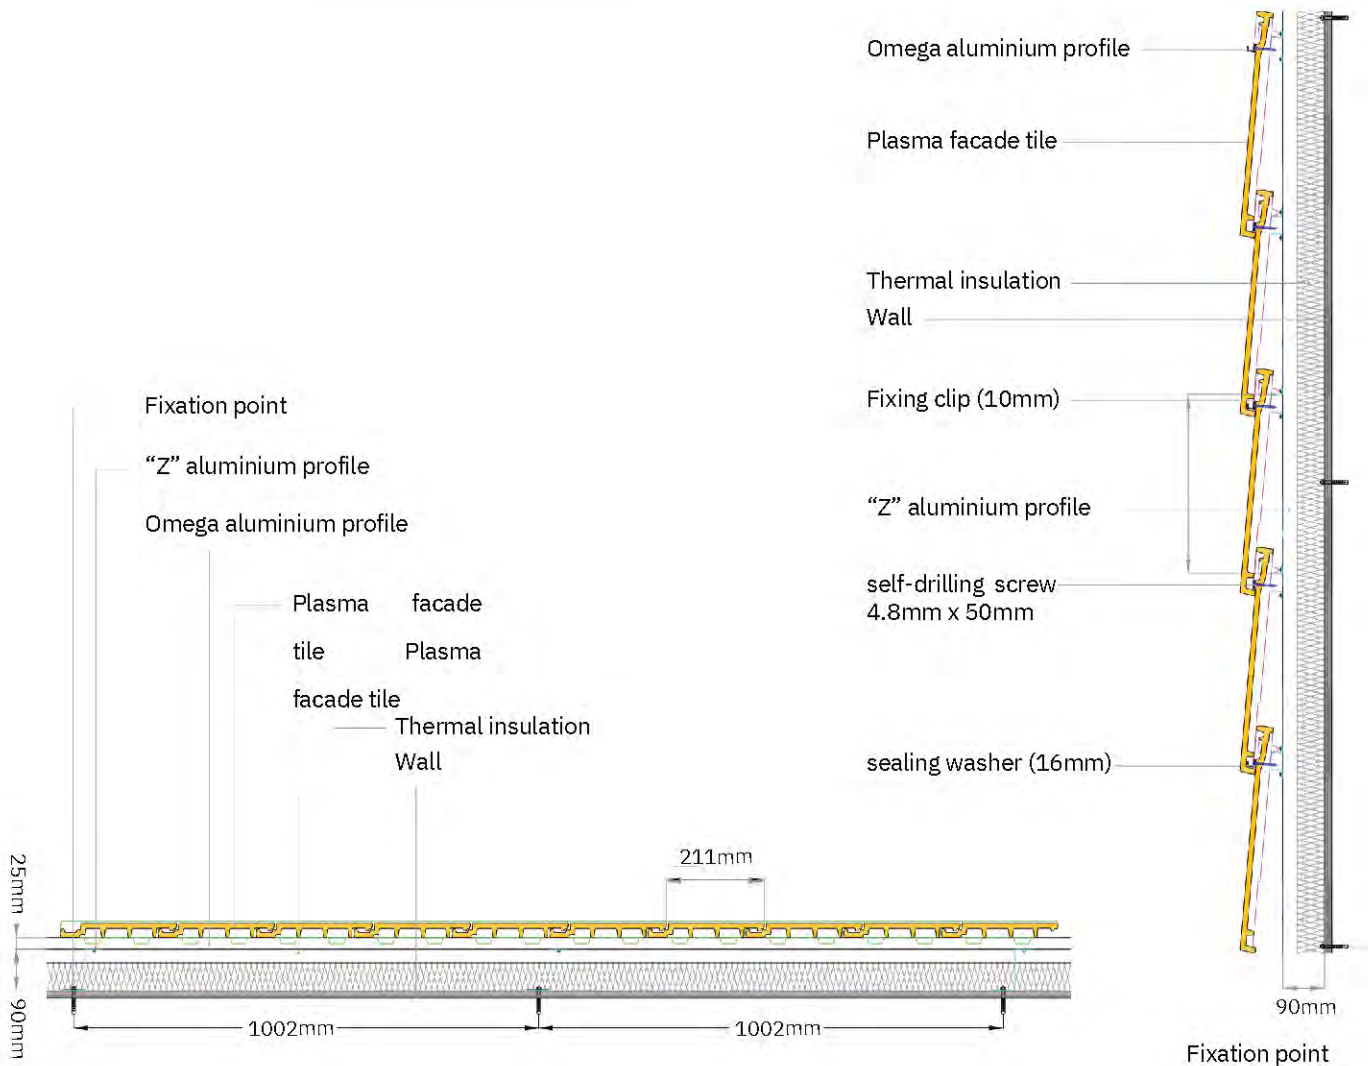 Omega aluminium profile
Plasma facade tile
Thermal insulation
Wall
Fixing clip (10mm)
“Z” aluminium profile
self-drilling screw
4.8mm x 50mm
sealing washer (16mm)
90mm
Fixation point
Fixation point
“Z” aluminium profile
Omega aluminium profile
Plasma facade
tile Plasma
facade tile
Thermal insulation
Wall
211mm
25mm
90mm
1002mm
1002mm